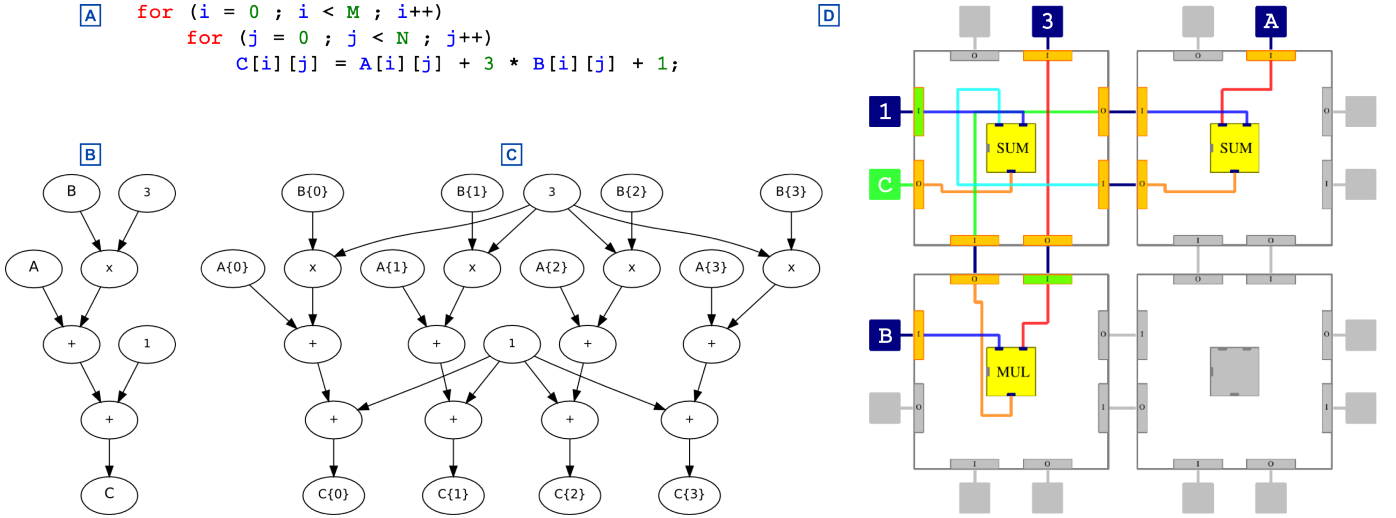 A
for (i = 0 ; i < M ; i++)
for (j = 0 ; j < N ; j++)
C[i][j] = A[i][j] + 3 * B[i][j] + 1;
B
B 3
A x
+ 1
+
C
C
B{0} B{1} 3 B{2} B{3}
A{0} x A{1} x A{2} x A{3} x
+ + 1 + +
+ + + +
C{0} C{1} C{2} C{3}
D
3 A
O I O I
1 I O I O
SUM SUM
C O I O I
I O I O
O I O I
B I O I O
MUL
O I O I
I O I O